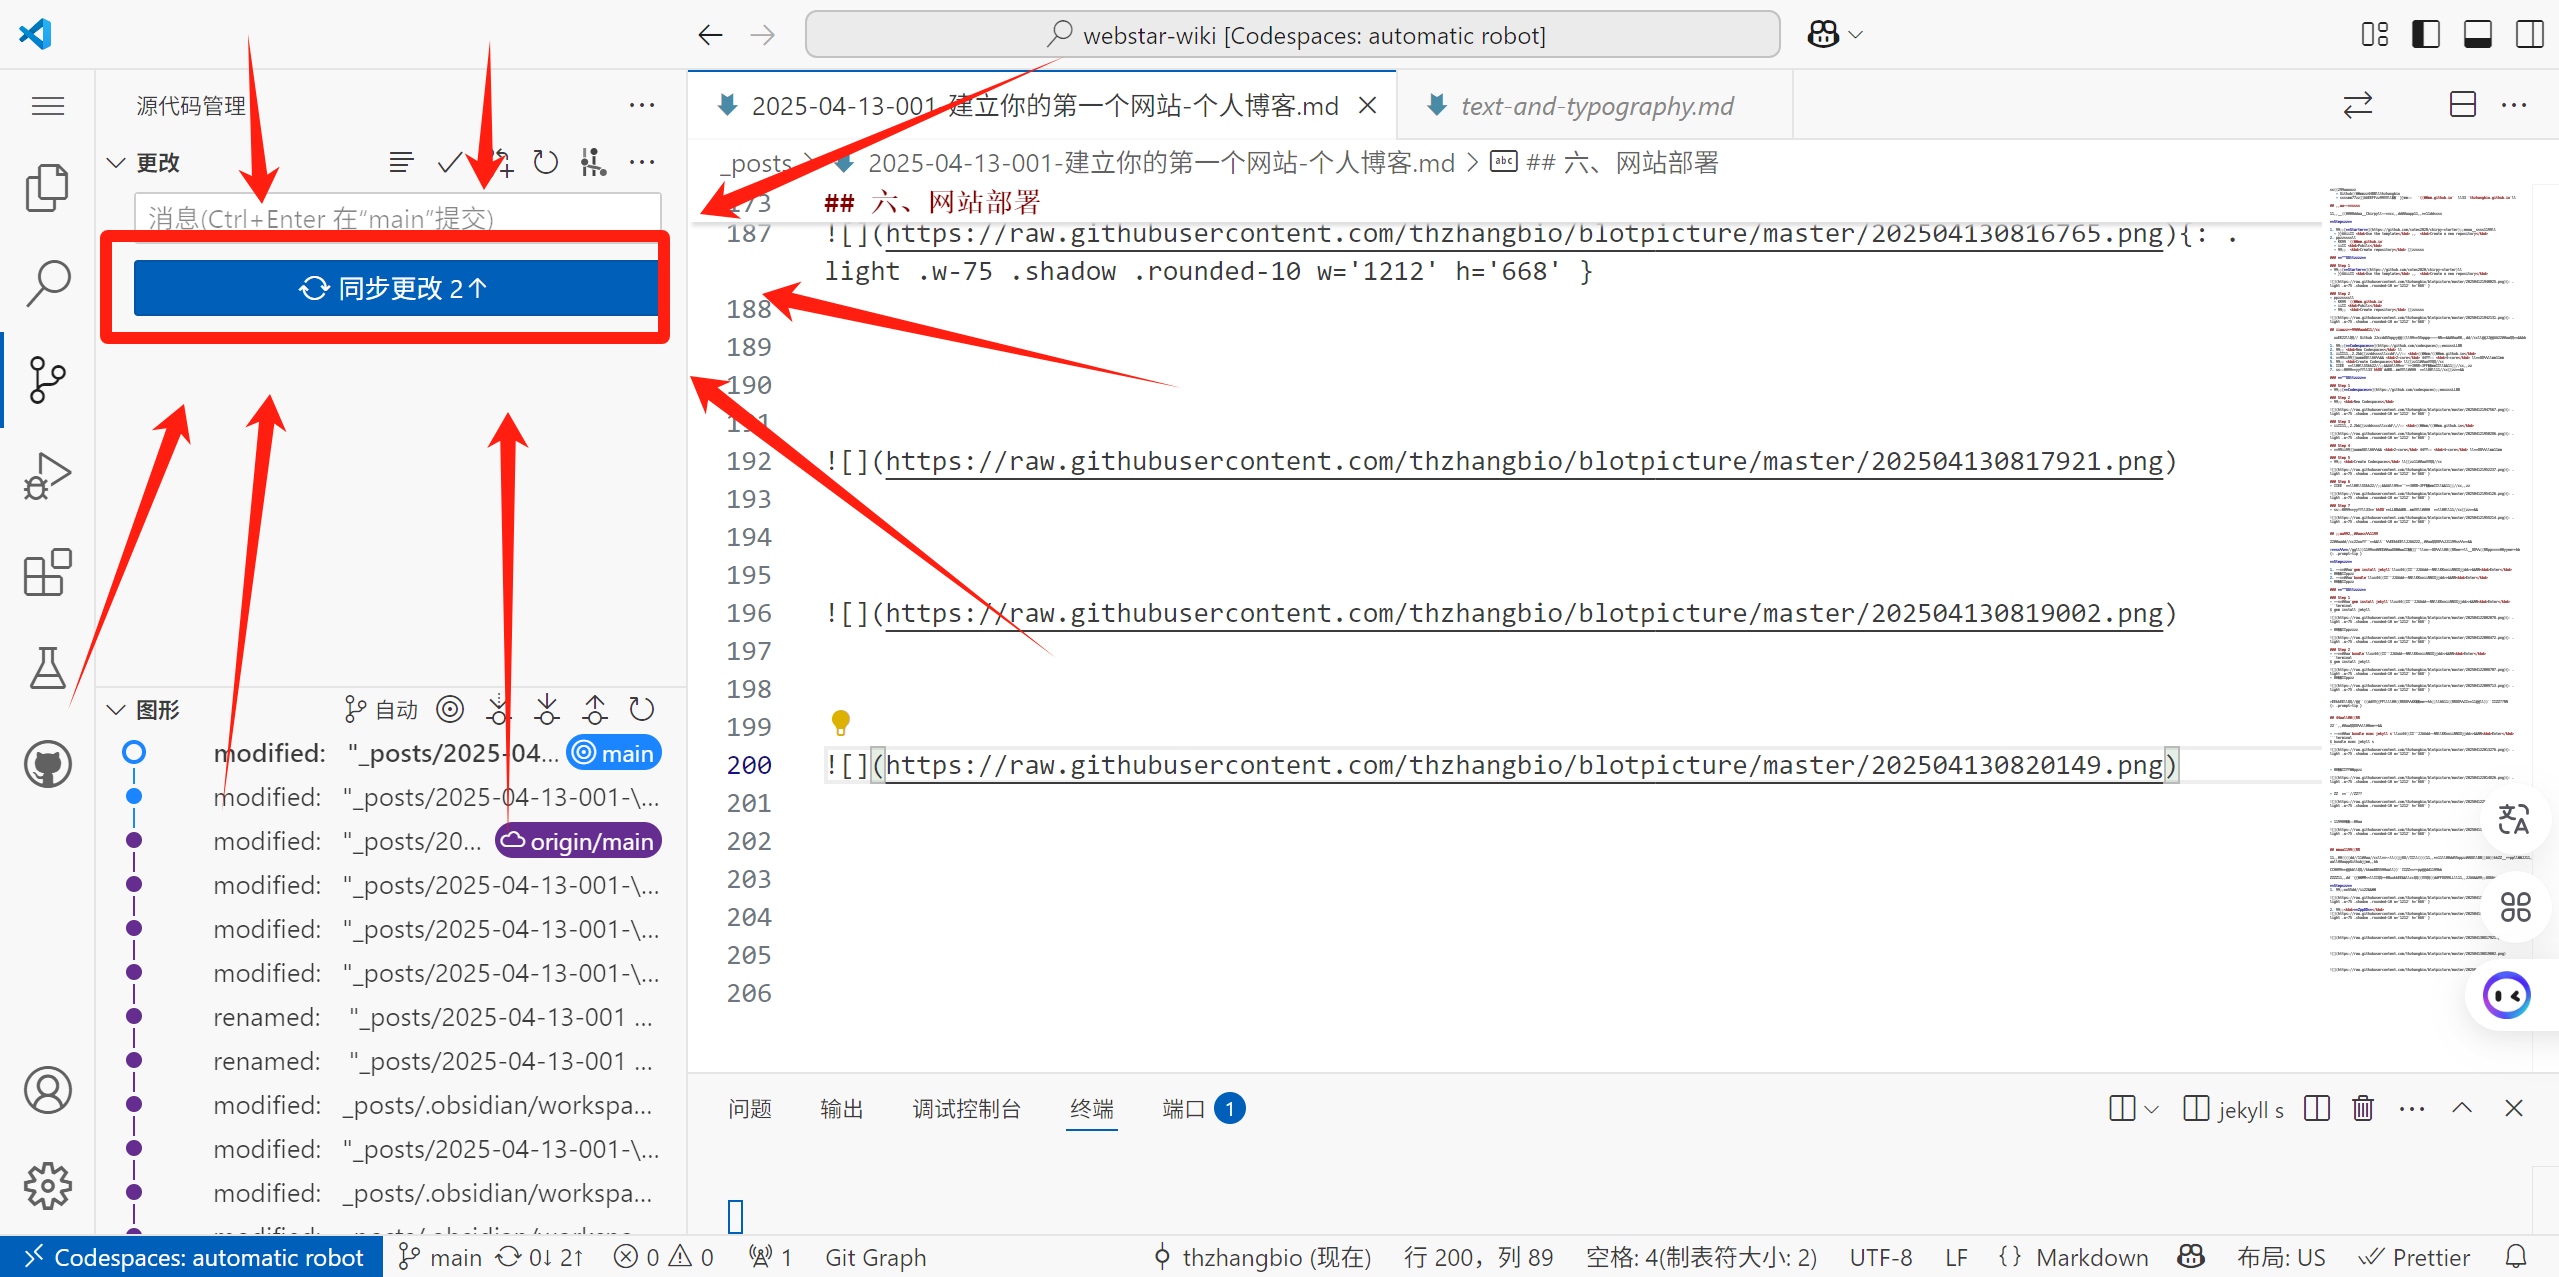 webstar-wiki [Codespaces: automatic robot]
源代码管理
2025-04-13-001-建立你的第一个网站-个人博客.md
text-and-typography.md
更改
_posts
2025-04-13-001-建立你的第一个网站-个人博客.md
## 六、网站部署
消息(Ctrl+Enter 在“main”提交)
173 ## 六、网站部署
同步更改 2↑
187 ![](https://raw.githubusercontent.com/thzhangbio/blotpicture/master/202504130816765.png){: .
light .w-75 .shadow .rounded-10 w='1212' h='668' }
188
189
190
191
192 ![](https://raw.githubusercontent.com/thzhangbio/blotpicture/master/202504130817921.png)
193
194
195
196 ![](https://raw.githubusercontent.com/thzhangbio/blotpicture/master/202504130819002.png)
197
198
199
200 ![](https://raw.githubusercontent.com/thzhangbio/blotpicture/master/202504130820149.png)
201
202
203
204
205
206
图形
自动
modified: "_posts/2025-04... main
modified: "_posts/2025-04-13-001-\...
modified: "_posts/20... origin/main
modified: "_posts/2025-04-13-001-\...
modified: "_posts/2025-04-13-001-\...
modified: "_posts/2025-04-13-001-\...
renamed: "_posts/2025-04-13-001 ...
renamed: "_posts/2025-04-13-001 ...
modified: _posts/.obsidian/workspa...
modified: "_posts/2025-04-13-001-\...
modified: _posts/.obsidian/workspa...
问题 输出 调试控制台 终端 端口 1
jekyll s
Codespaces: automatic robot main 0↓ 2↑ 0 0 1 Git Graph thzhangbio (现在) 行 200，列 89 空格: 4(制表符大小: 2) UTF-8 LF {} Markdown 布局: US Prettier